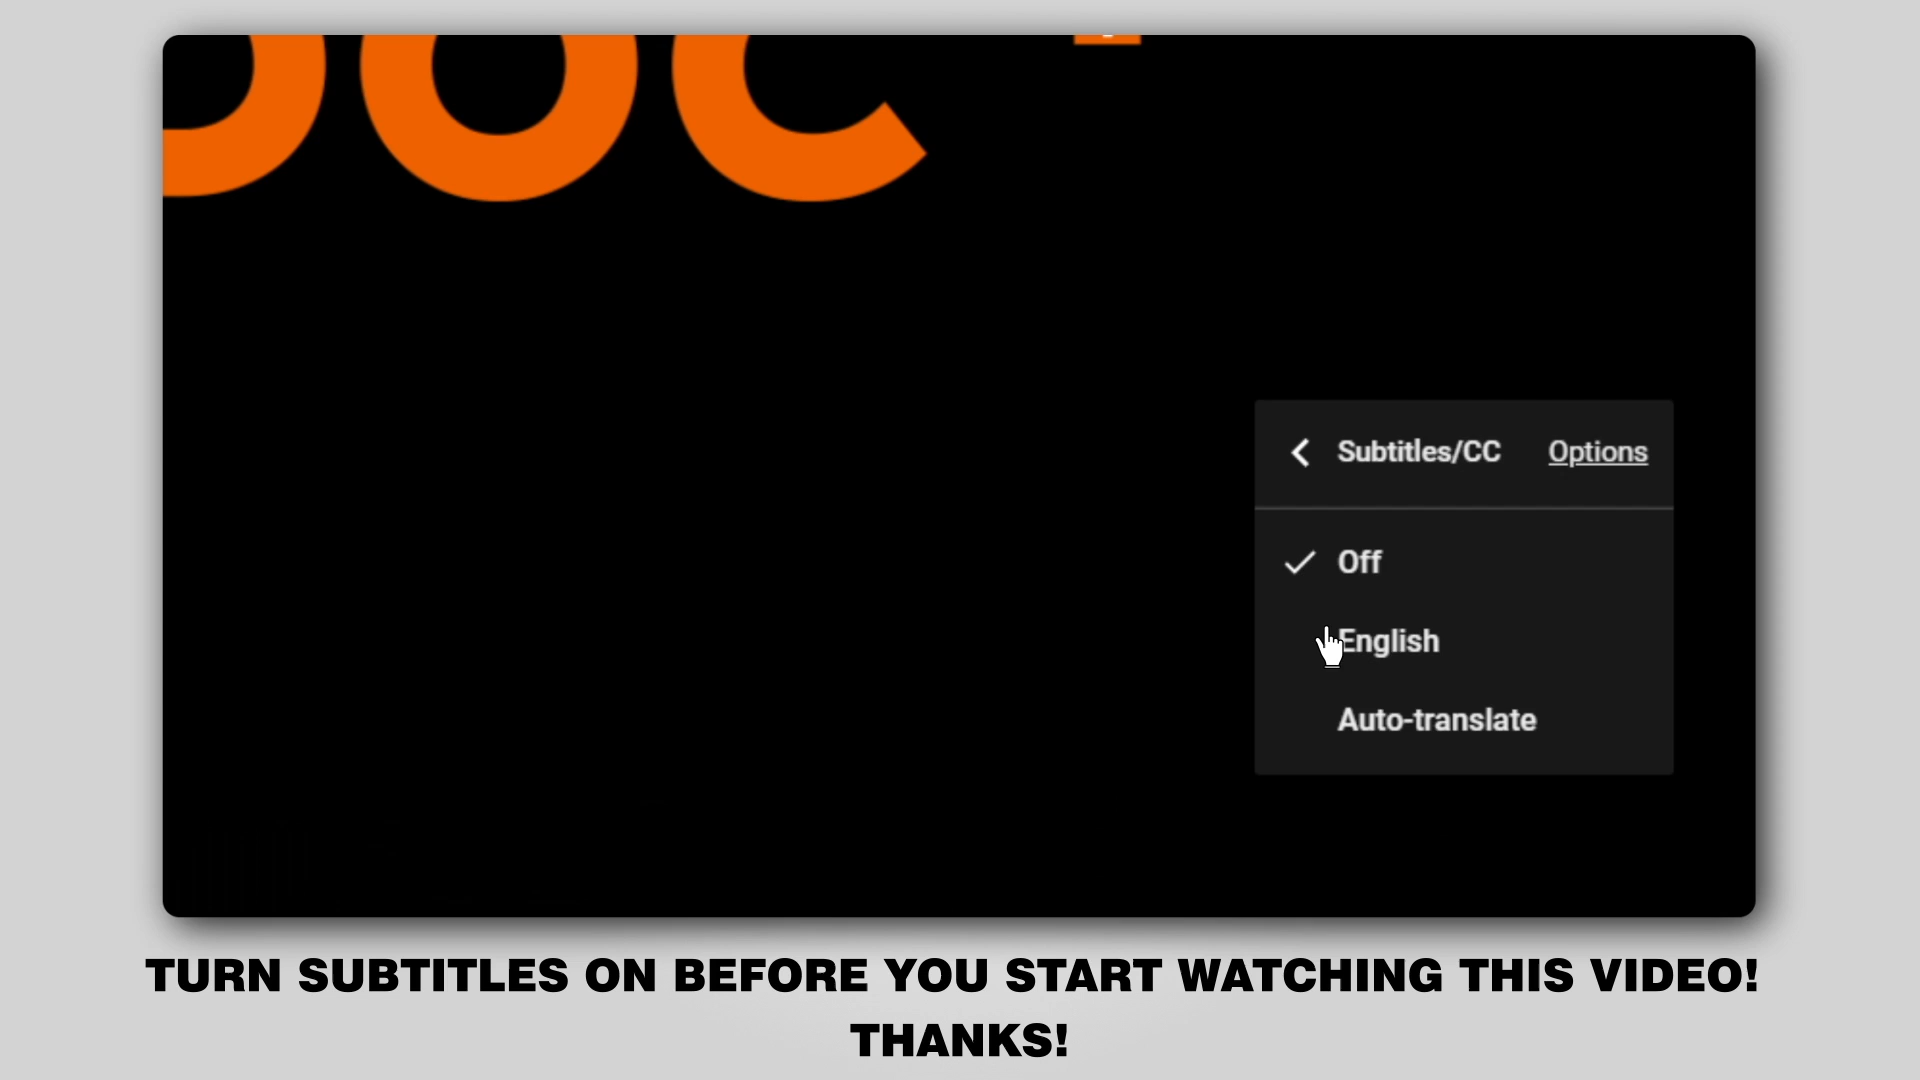 Subtitles/CC Options
Off
English
Auto-translate
TURN SUBTITLES ON BEFORE YOU START WATCHING THIS VIDEO!
THANKS!